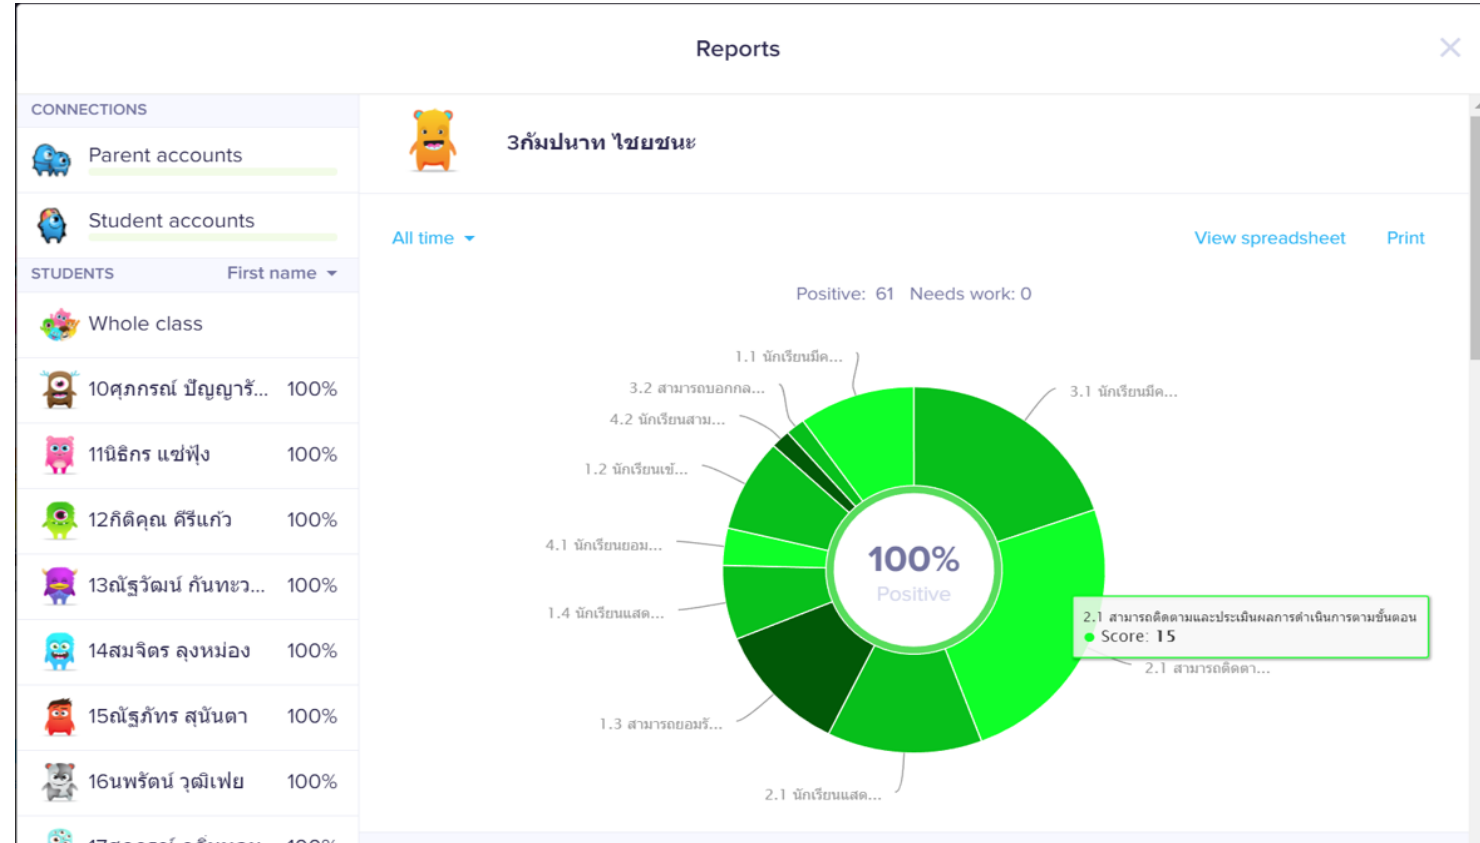 Reports
CONNECTIONS
Parent accounts
Student accounts
STUDENTS First name
Whole class
10ศุภกรณ์ ปัญญารั... 100%
11นิธิกร แซ่ฟุ้ง 100%
12กิติคุณ คีรีแก้ว 100%
13ณัฐวัฒน์ กันทะว... 100%
14สมจิตร ลุงหม่อง 100%
15ณัฐภัทร สุนันตา 100%
16นพรัตน์ วุฒิเฟย 100%
3กัมปนาท ไชยชนะ
All time
View spreadsheet Print
Positive: 61 Needs work: 0
1.1 นักเรียนมีค...
3.2 สามารถบอกกล...
3.1 นักเรียนมีค...
4.2 นักเรียนสาม...
1.2 นักเรียนเข้...
4.1 นักเรียนยอม...
100%
Positive
1.4 นักเรียนแสด...
2.1 สามารถติดตามและประเมินผลการดำเนินการตามขั้นตอน
Score: 15
2.1 สามารถติดตา...
1.3 สามารถยอมรั...
2.1 นักเรียนแสด...